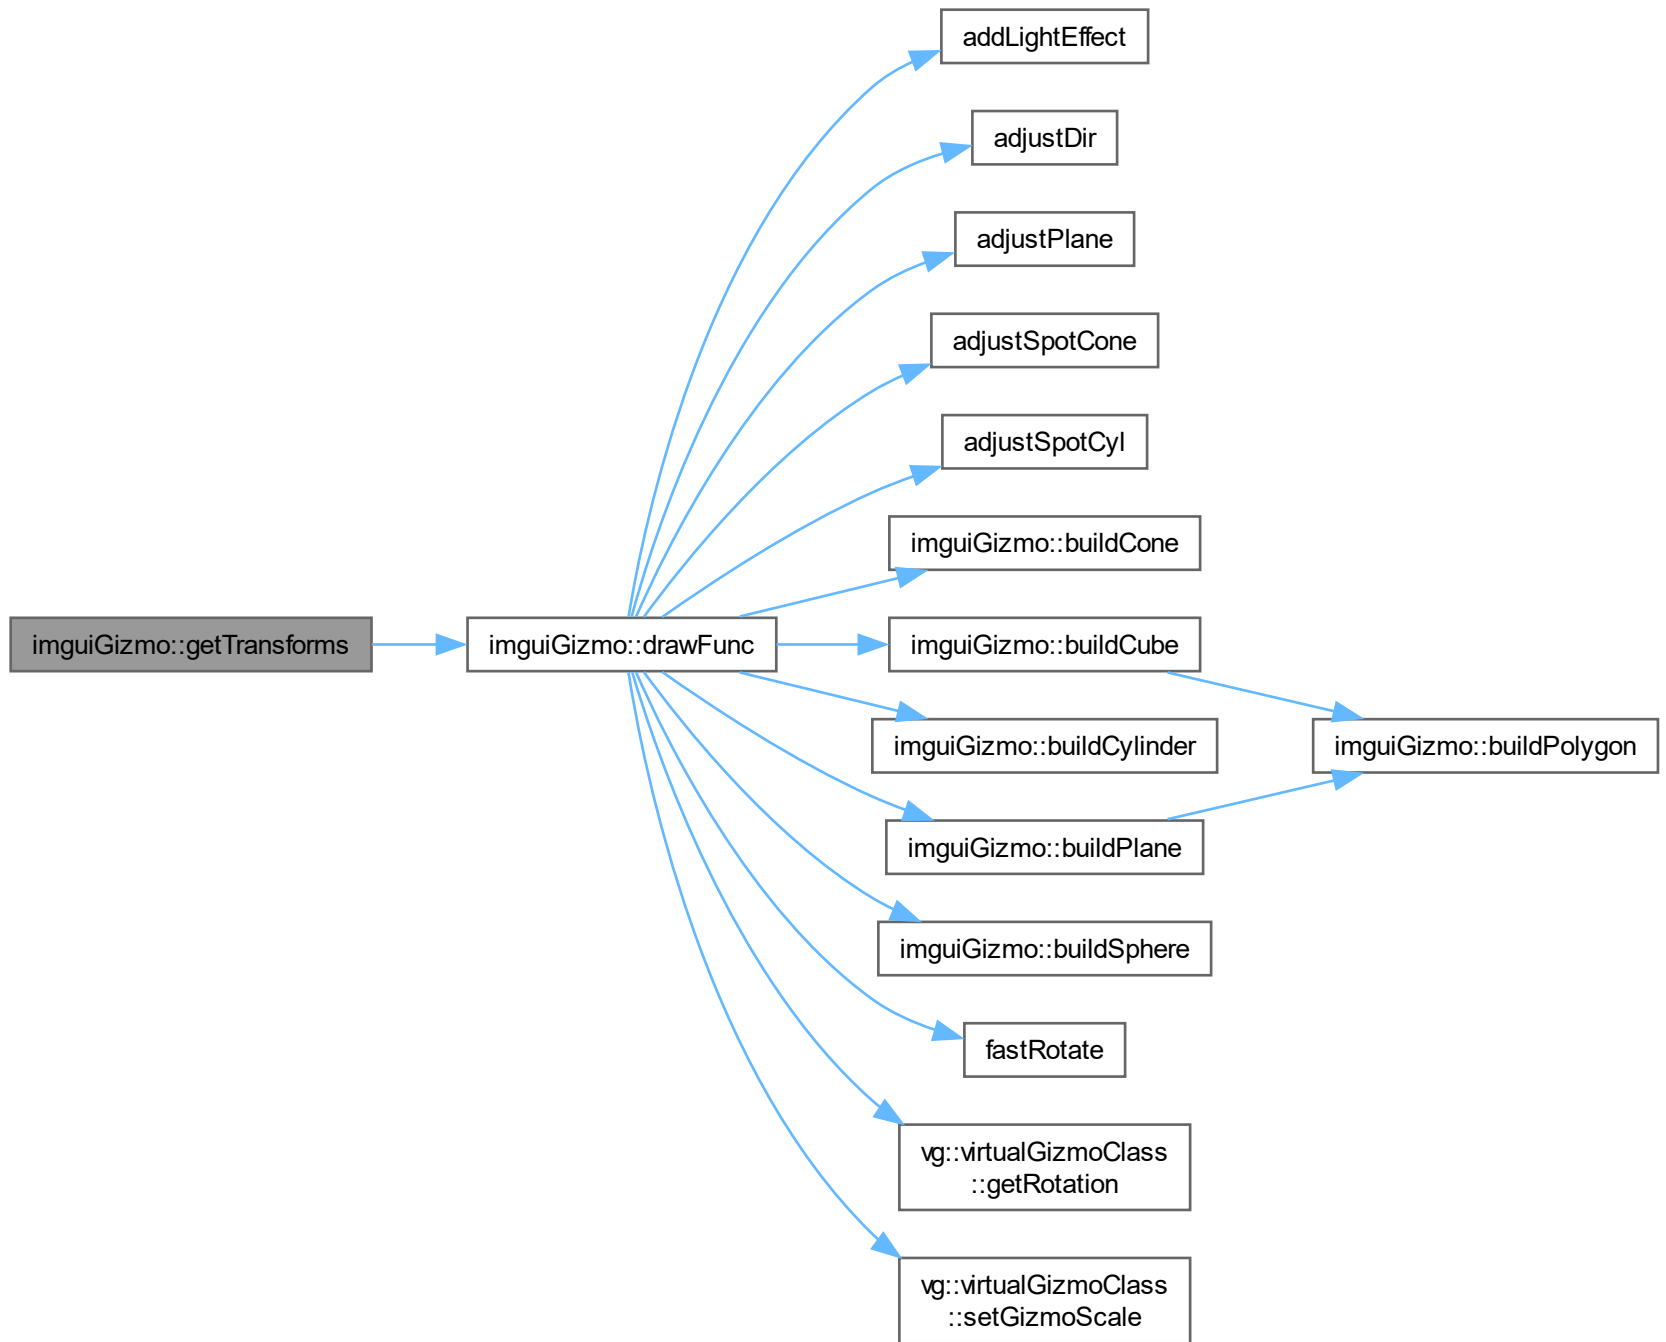 addLightEffect
adjustDir
adjustPlane
adjustSpotCone
adjustSpotCyl
imguiGizmo::buildCone
imguiGizmo::getTransforms
imguiGizmo::drawFunc
imguiGizmo::buildCube
imguiGizmo::buildCylinder
imguiGizmo::buildPolygon
imguiGizmo::buildPlane
imguiGizmo::buildSphere
fastRotate
vg::virtualGizmoClass
::getRotation
vg::virtualGizmoClass
::setGizmoScale